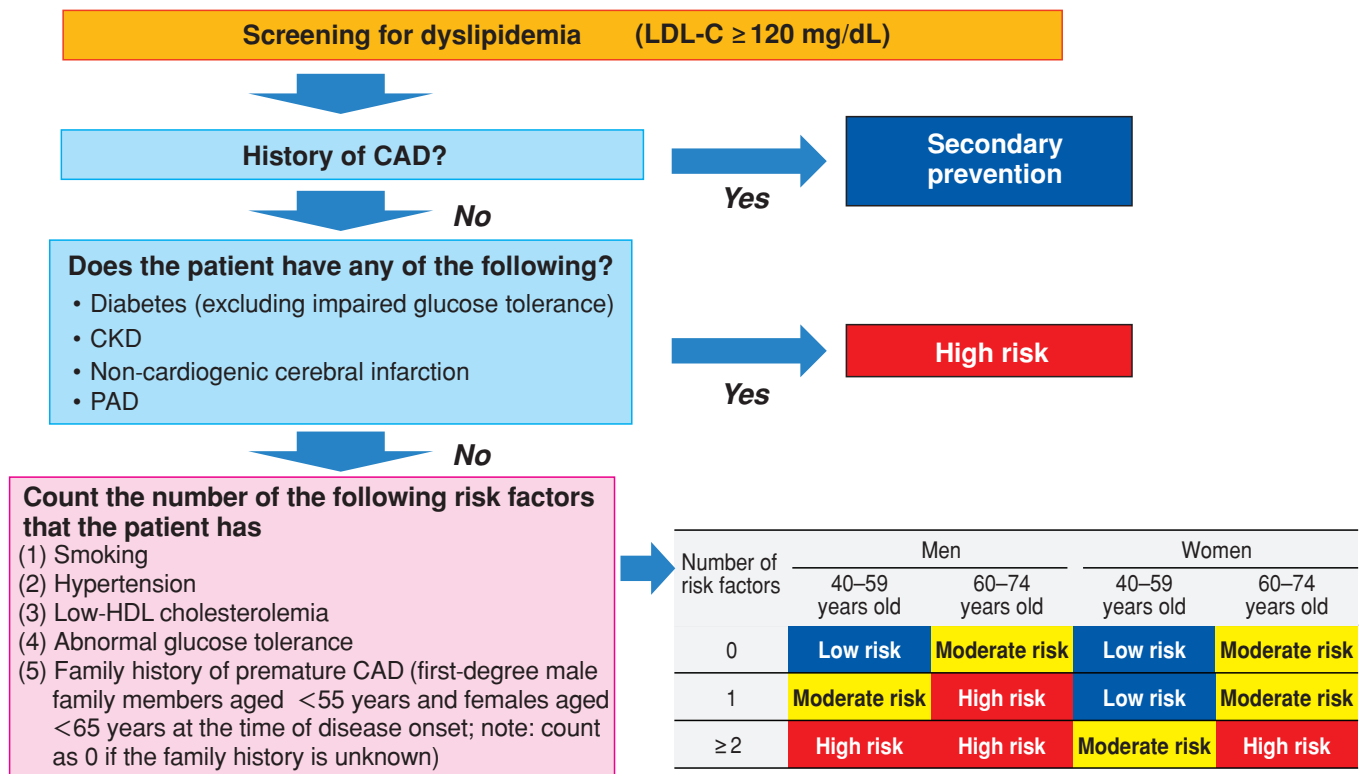 Screening for dyslipidemia (LDL-C ≥ 120 mg/dL)
History of CAD?
Yes
Secondary
prevention
No
Does the patient have any of the following?
• Diabetes (excluding impaired glucose tolerance)
• CKD
• Non-cardiogenic cerebral infarction
• PAD
Yes
High risk
No
Count the number of the following risk factors
that the patient has
(1) Smoking
(2) Hypertension
(3) Low-HDL cholesterolemia
(4) Abnormal glucose tolerance
(5) Family history of premature CAD (first-degree male
family members aged <55 years and females aged
<65 years at the time of disease onset; note: count
as 0 if the family history is unknown)
Number of
risk factors
Men Women
40–59 60–74 40–59 60–74
years old years old years old years old
0 Low risk Moderate risk Low risk Moderate risk
1 Moderate risk High risk Low risk Moderate risk
≥ 2 High risk High risk Moderate risk High risk